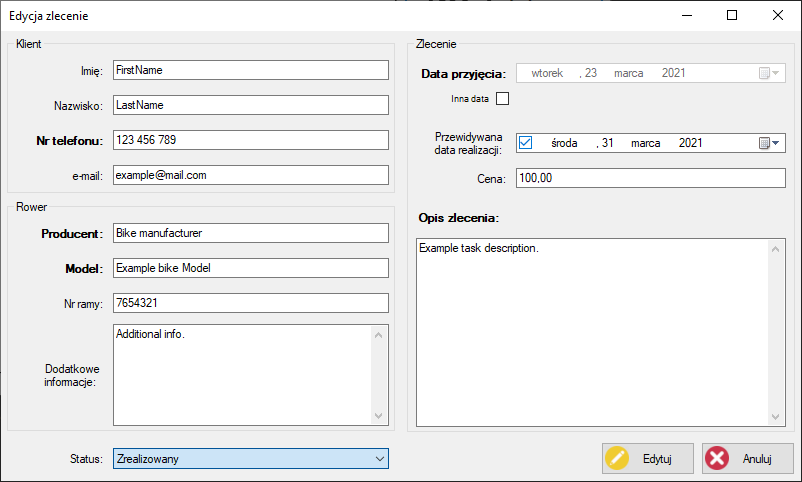 Edycja zlecenie
Klient
Imię: FirstName
Nazwisko: LastName
Nr telefonu: 123 456 789
e-mail: example@mail.com
Rower
Producent: Bike manufacturer
Model: Example bike Model
Nr ramy: 7654321
Dodatkowe
informacje:
Additional info.
Status: Zrealizowany
Zlecenie
Data przyjęcia: wtorek , 23 marca 2021
Inna data
Przewidywana
data realizacji:
środa , 31 marca 2021
Cena: 100,00
Opis zlecenia:
Example task description.
Edytuj
Anuluj